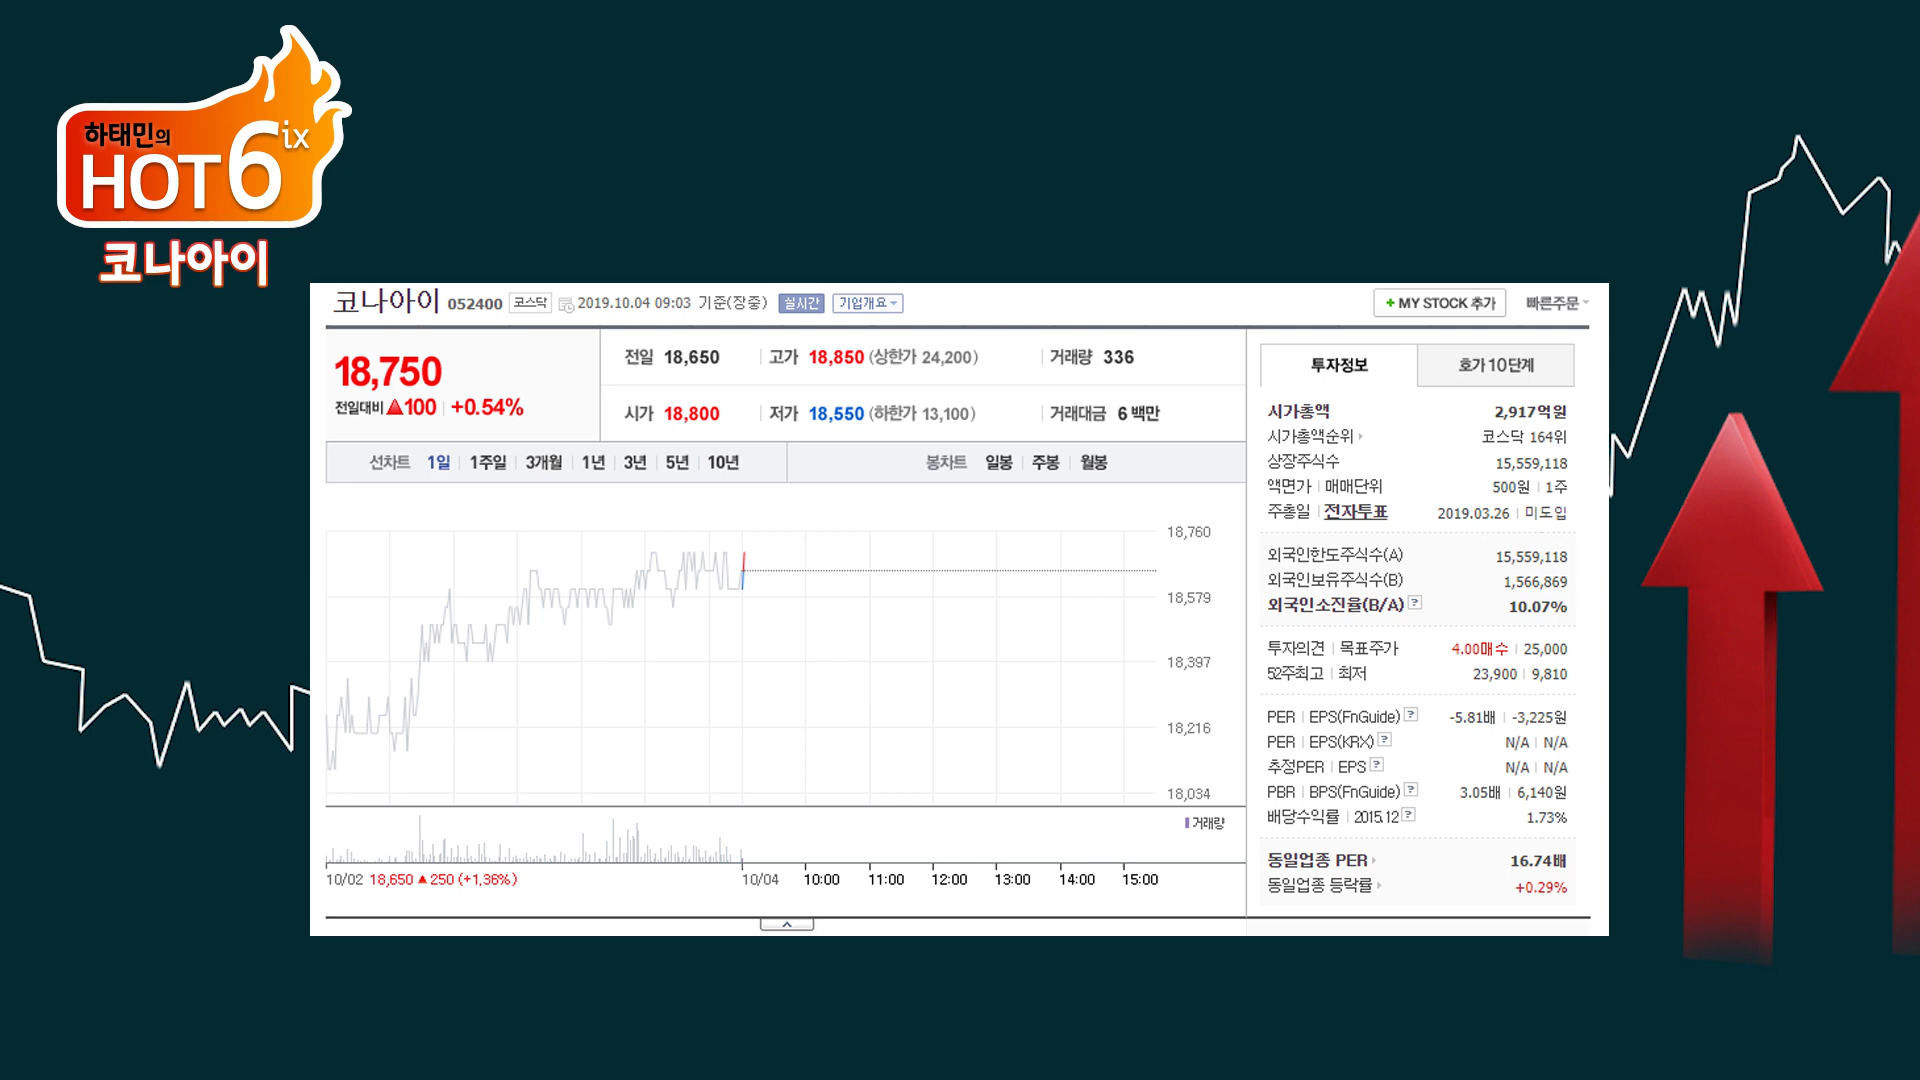 하태민의
HOT 6ix
코나아이
코나아이 052400 코스닥 2019.10.04 09:03 기준(장중) 실시간 기업개요
+ MY STOCK 추가 빠른주문
18,750
전일대비 ▲100 +0.54%
전일 18,650 고가 18,850 (상한가 24,200) 거래량 336
시가 18,800 저가 18,550 (하한가 13,100) 거래대금 6 백만
선차트 1일 1주일 3개월 1년 3년 5년 10년 봉차트 일봉 주봉 월봉
18,760
18,579
18,397
18,216
18,034
거래량
10/02 18,650 ▲250 (+1.36%) 10/04 10:00 11:00 12:00 13:00 14:00 15:00
투자정보 호가 10단계
시가총액 2,917억원
시가총액순위 코스닥 164위
상장주식수 15,559,118
액면가 매매단위 500원 1주
주총일 전자투표 2019.03.26 미도입
외국인한도주식수(A) 15,559,118
외국인보유주식수(B) 1,566,869
외국인소진율(B/A) ? 10.07%
투자의견 목표주가 4.00매수 25,000
52주최고 최저 23,900 9,810
PER EPS(FnGuide) ? -5.81배 -3,225원
PER EPS(KRX) ? N/A N/A
추정PER EPS ? N/A N/A
PBR BPS(FnGuide) ? 3.05배 6,140원
배당수익률 2015.12 ? 1.73%
동일업종 PER 16.74배
동일업종 등락률 +0.29%